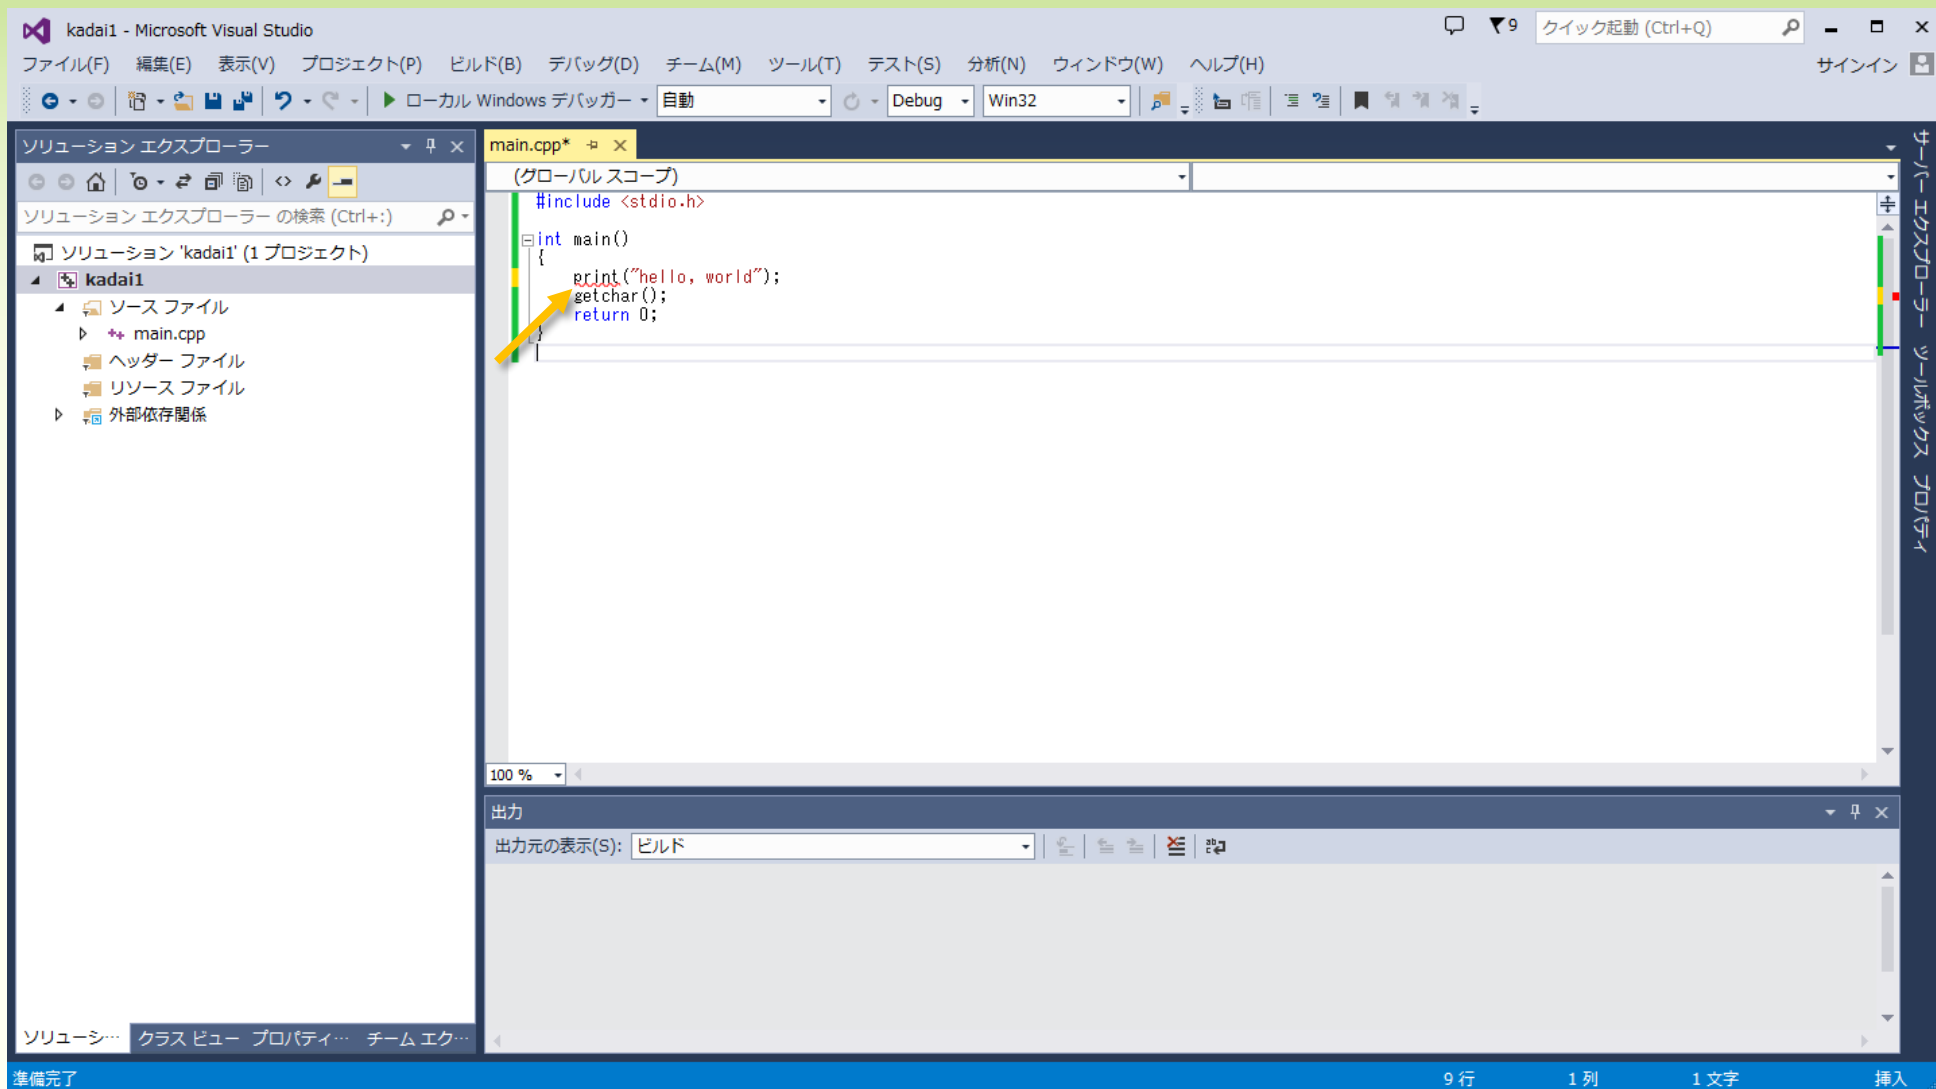 kadai1 - Microsoft Visual Studio
9
クイック起動 (Ctrl+Q)
ファイル(F) 編集(E) 表示(V) プロジェクト(P) ビルド(B) デバッグ(D) チーム(M) ツール(T) テスト(S) 分析(N) ウィンドウ(W) ヘルプ(H)
サインイン
ローカル Windows デバッガー 自動 Debug Win32
ソリューション エクスプローラー
ソリューション エクスプローラー の検索 (Ctrl+:)
ソリューション 'kadai1' (1 プロジェクト)
kadai1
ソース ファイル
main.cpp
ヘッダー ファイル
リソース ファイル
外部依存関係
ソリューシ… クラス ビュー プロパティ… チーム エク…
main.cpp*
(グローバル スコープ)
#include <stdio.h>
int main()
{
print("hello, world");
getchar();
return 0;
}
100 %
出力
出力元の表示(S): ビルド
サーバー エクスプローラー
ツールボックス
プロパティ
準備完了
9 行 1 列 1 文字 挿入